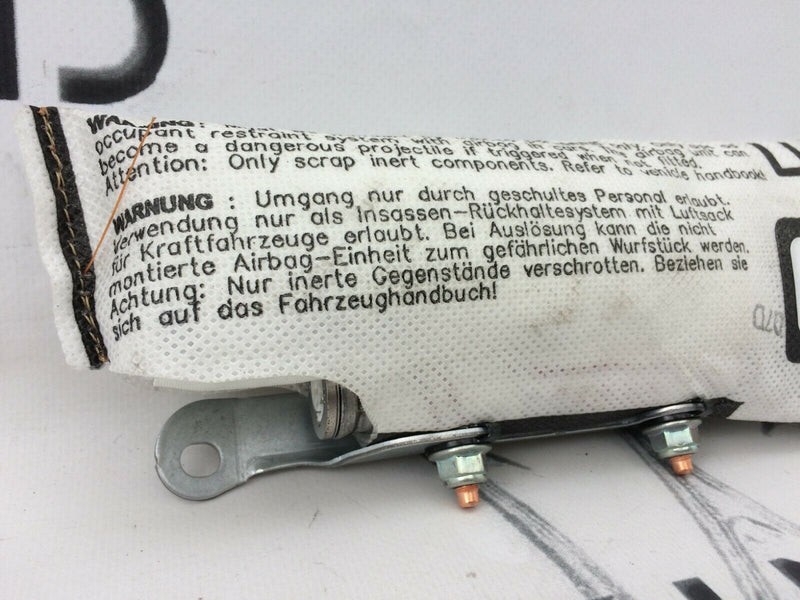 WARNING:
occupant restraint system
become a dangerous projectile if triggered when not fitted.
Attention: Only scrap inert components. Refer to vehicle handbook!
WARNUNG : Umgang nur durch geschultes Personal erlaubt.
Verwendung nur als Insassen-Rückhaltesystem mit Luftsack
für Kraftfahrzeuge erlaubt. Bei Auslösung kann die nicht
montierte Airbag-Einheit zum gefährlichen Wurfstück werden.
Achtung: Nur inerte Gegenstände verschrotten. Beziehen sie
sich auf das Fahrzeughandbuch!